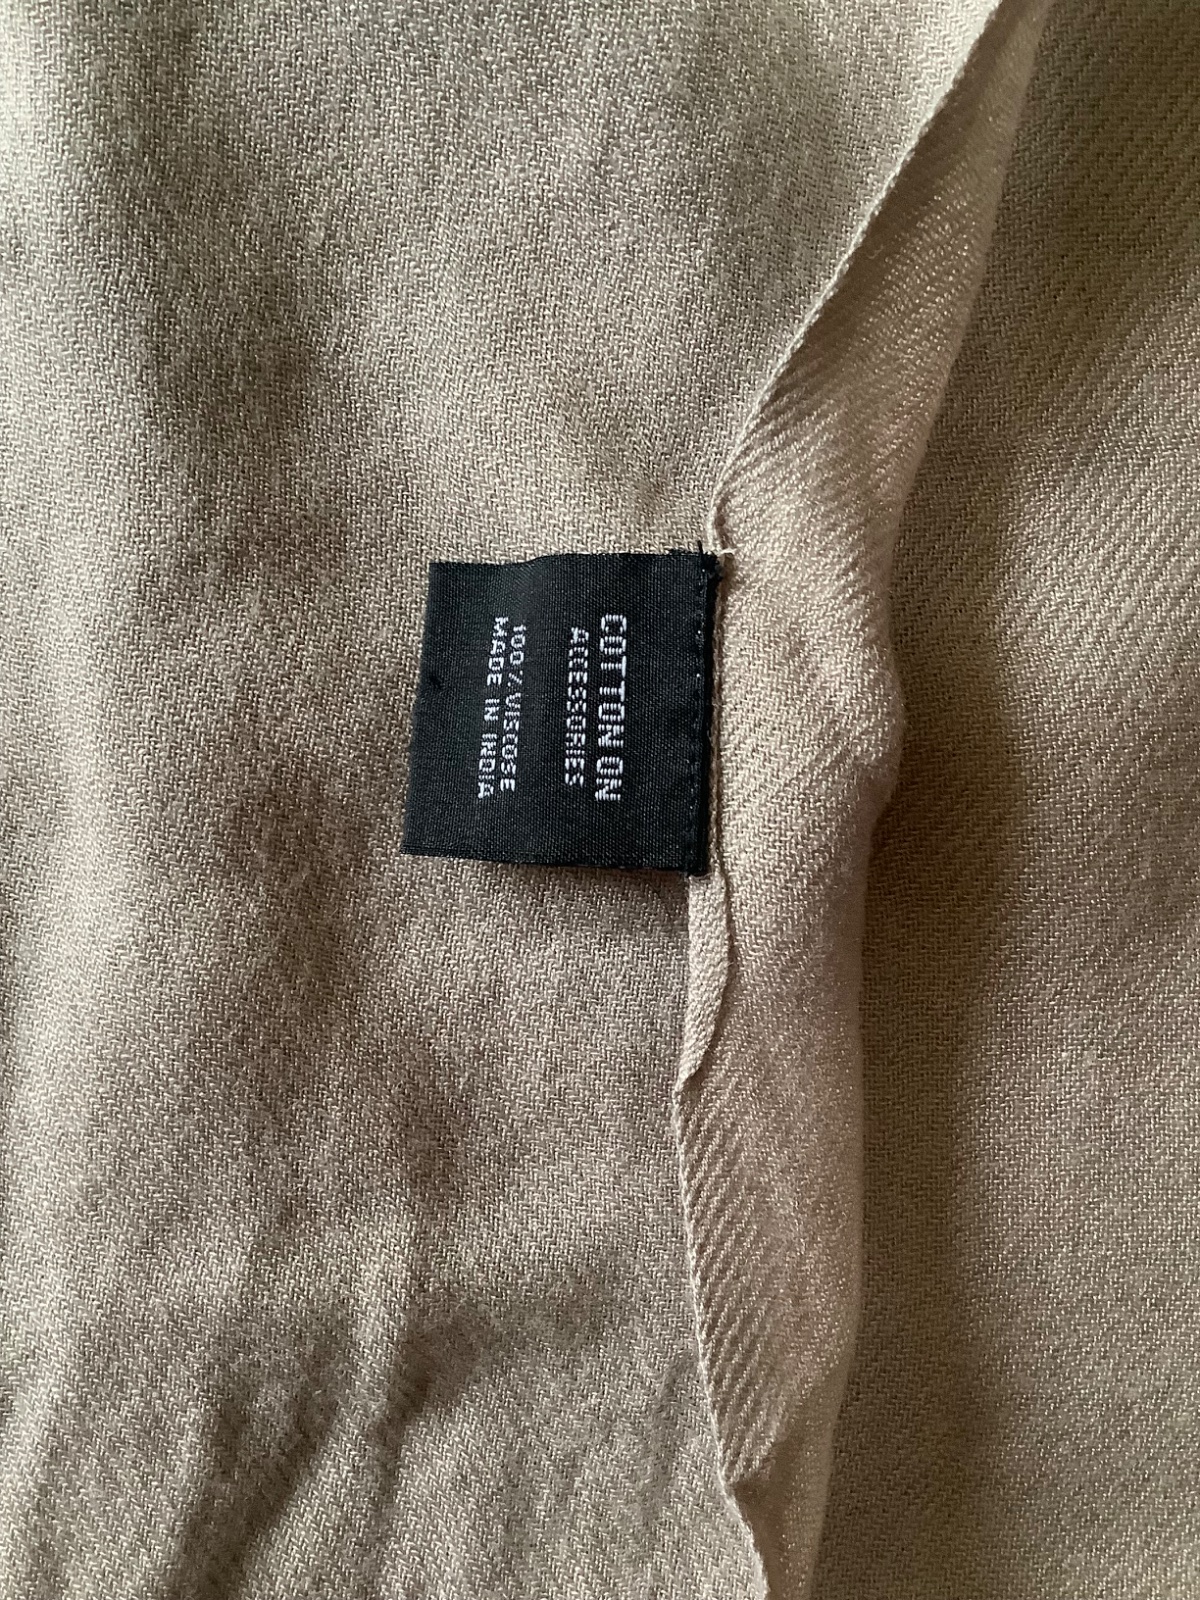 COTTON ON
ACCESSORIES
100% VISCOSE
MADE IN INDIA